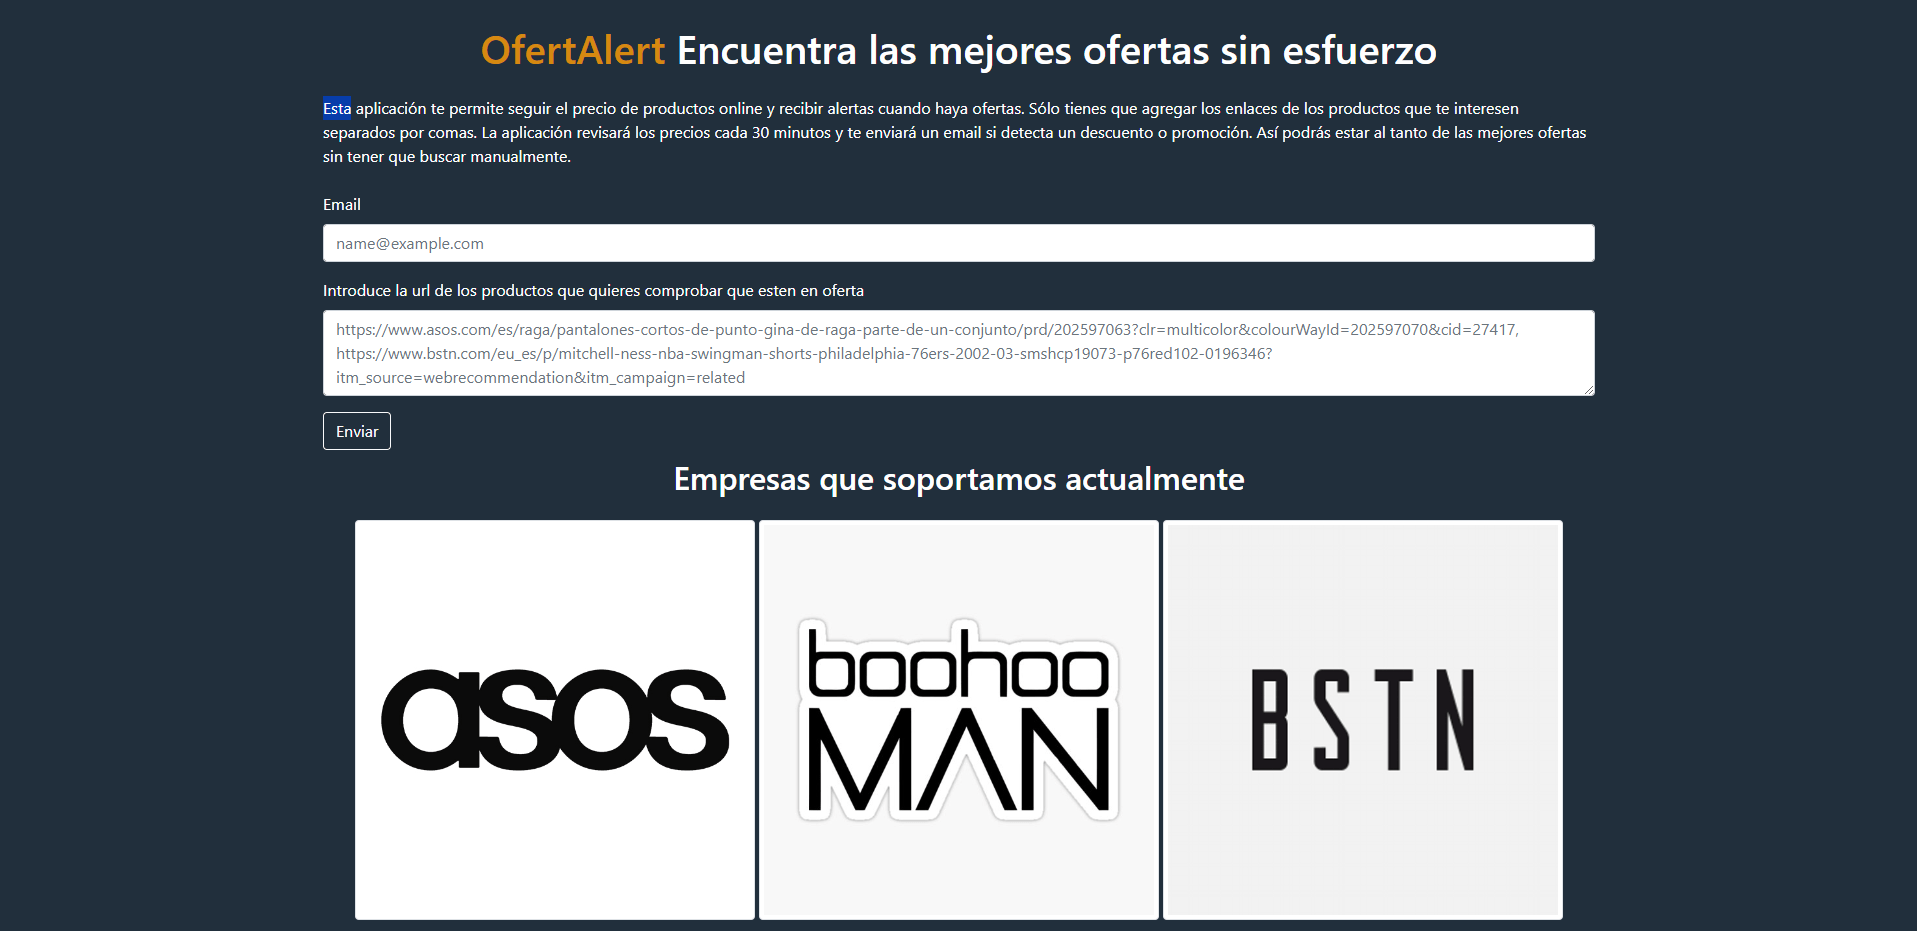 OfertAlert Encuentra las mejores ofertas sin esfuerzo
Esta aplicación te permite seguir el precio de productos online y recibir alertas cuando haya ofertas. Sólo tienes que agregar los enlaces de los productos que te interesen
separados por comas. La aplicación revisará los precios cada 30 minutos y te enviará un email si detecta un descuento o promoción. Así podrás estar al tanto de las mejores ofertas
sin tener que buscar manualmente.
Email
name@example.com
Introduce la url de los productos que quieres comprobar que esten en oferta
https://www.asos.com/es/raga/pantalones-cortos-de-punto-gina-de-raga-parte-de-un-conjunto/prd/202597063?clr=multicolor&colourWayId=202597070&cid=27417,
https://www.bstn.com/eu_es/p/mitchell-ness-nba-swingman-shorts-philadelphia-76ers-2002-03-smshcp19073-p76red102-0196346?
itm_source=webrecommendation&itm_campaign=related
Enviar
Empresas que soportamos actualmente
asos
boohoo
MAN
BSTN